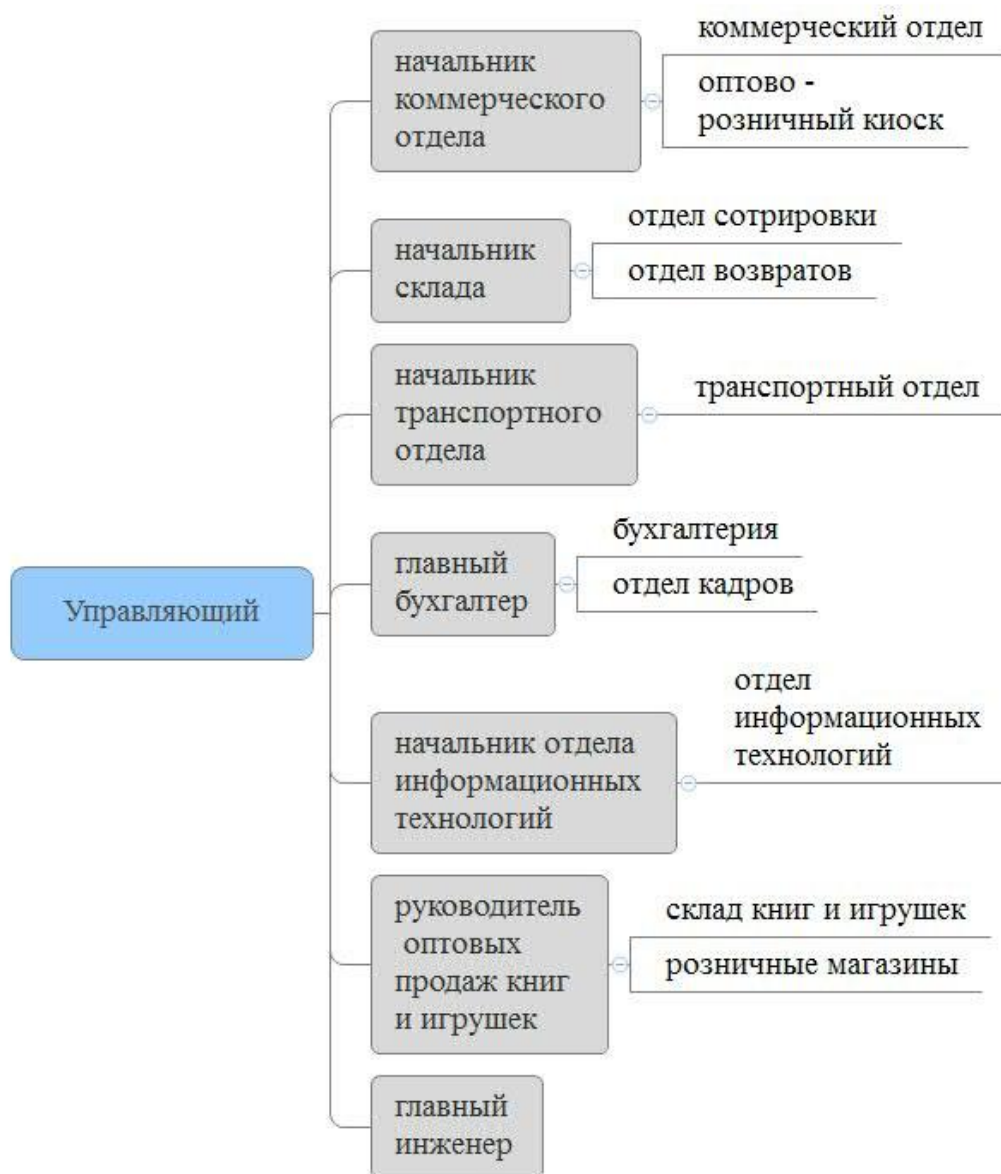 коммерческий отдел
начальник
коммерческого
отдела
оптово -
розничный киоск
отдел сотрировки
начальник
склада
отдел возвратов
начальник
транспортного
отдела
транспортный отдел
бухгалтерия
главный
бухгалтер
отдел кадров
Управляющий
отдел
информационных
технологий
начальник отдела
информационных
технологий
руководитель
оптовых
продаж книг
и игрушек
склад книг и игрушек
розничные магазины
главный
инженер